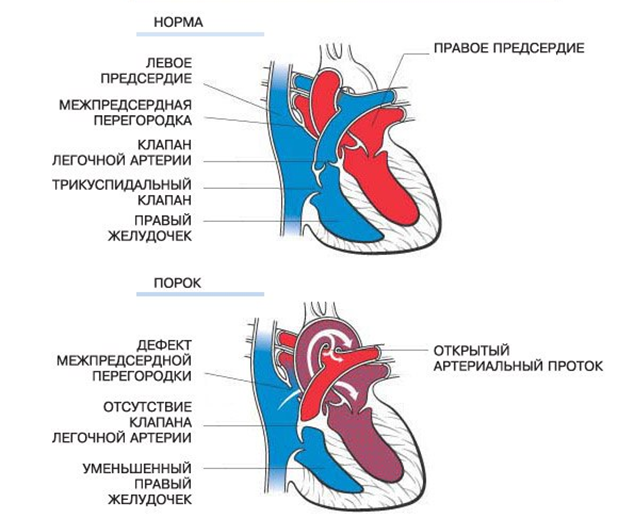 НОРМА
ЛЕВОЕ
ПРЕДСЕРДИЕ
МЕЖПРЕДСЕРДНАЯ
ПЕРЕГОРОДКА
КЛАПАН
ЛЕГОЧНОЙ АРТЕРИИ
ТРИКУСПИДАЛЬНЫЙ
КЛАПАН
ПРАВЫЙ
ЖЕЛУДОЧЕК
ПРАВОЕ ПРЕДСЕРДИЕ
ПОРОК
ДЕФЕКТ
МЕЖПРЕДСЕРДНОЙ
ПЕРЕГОРОДКИ
ОТСУТСТВИЕ
КЛАПАНА
ЛЕГОЧНОЙ АРТЕРИИ
УМЕНЬШЕННЫЙ
ПРАВЫЙ
ЖЕЛУДОЧЕК
ОТКРЫТЫЙ
АРТЕРИАЛЬНЫЙ ПРОТОК